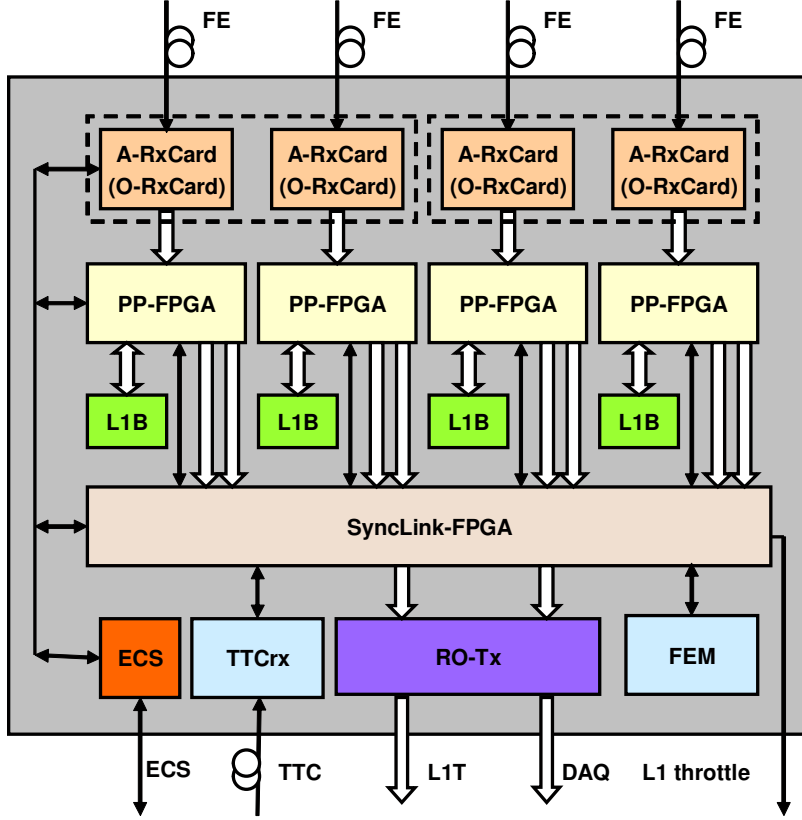 FE
FE
FE
FE
A-RxCard
(O-RxCard)
A-RxCard
(O-RxCard)
A-RxCard
(O-RxCard)
A-RxCard
(O-RxCard)
PP-FPGA
PP-FPGA
PP-FPGA
PP-FPGA
L1B
L1B
L1B
L1B
SyncLink-FPGA
ECS
TTCrx
RO-Tx
FEM
ECS
TTC
L1T
DAQ
L1 throttle